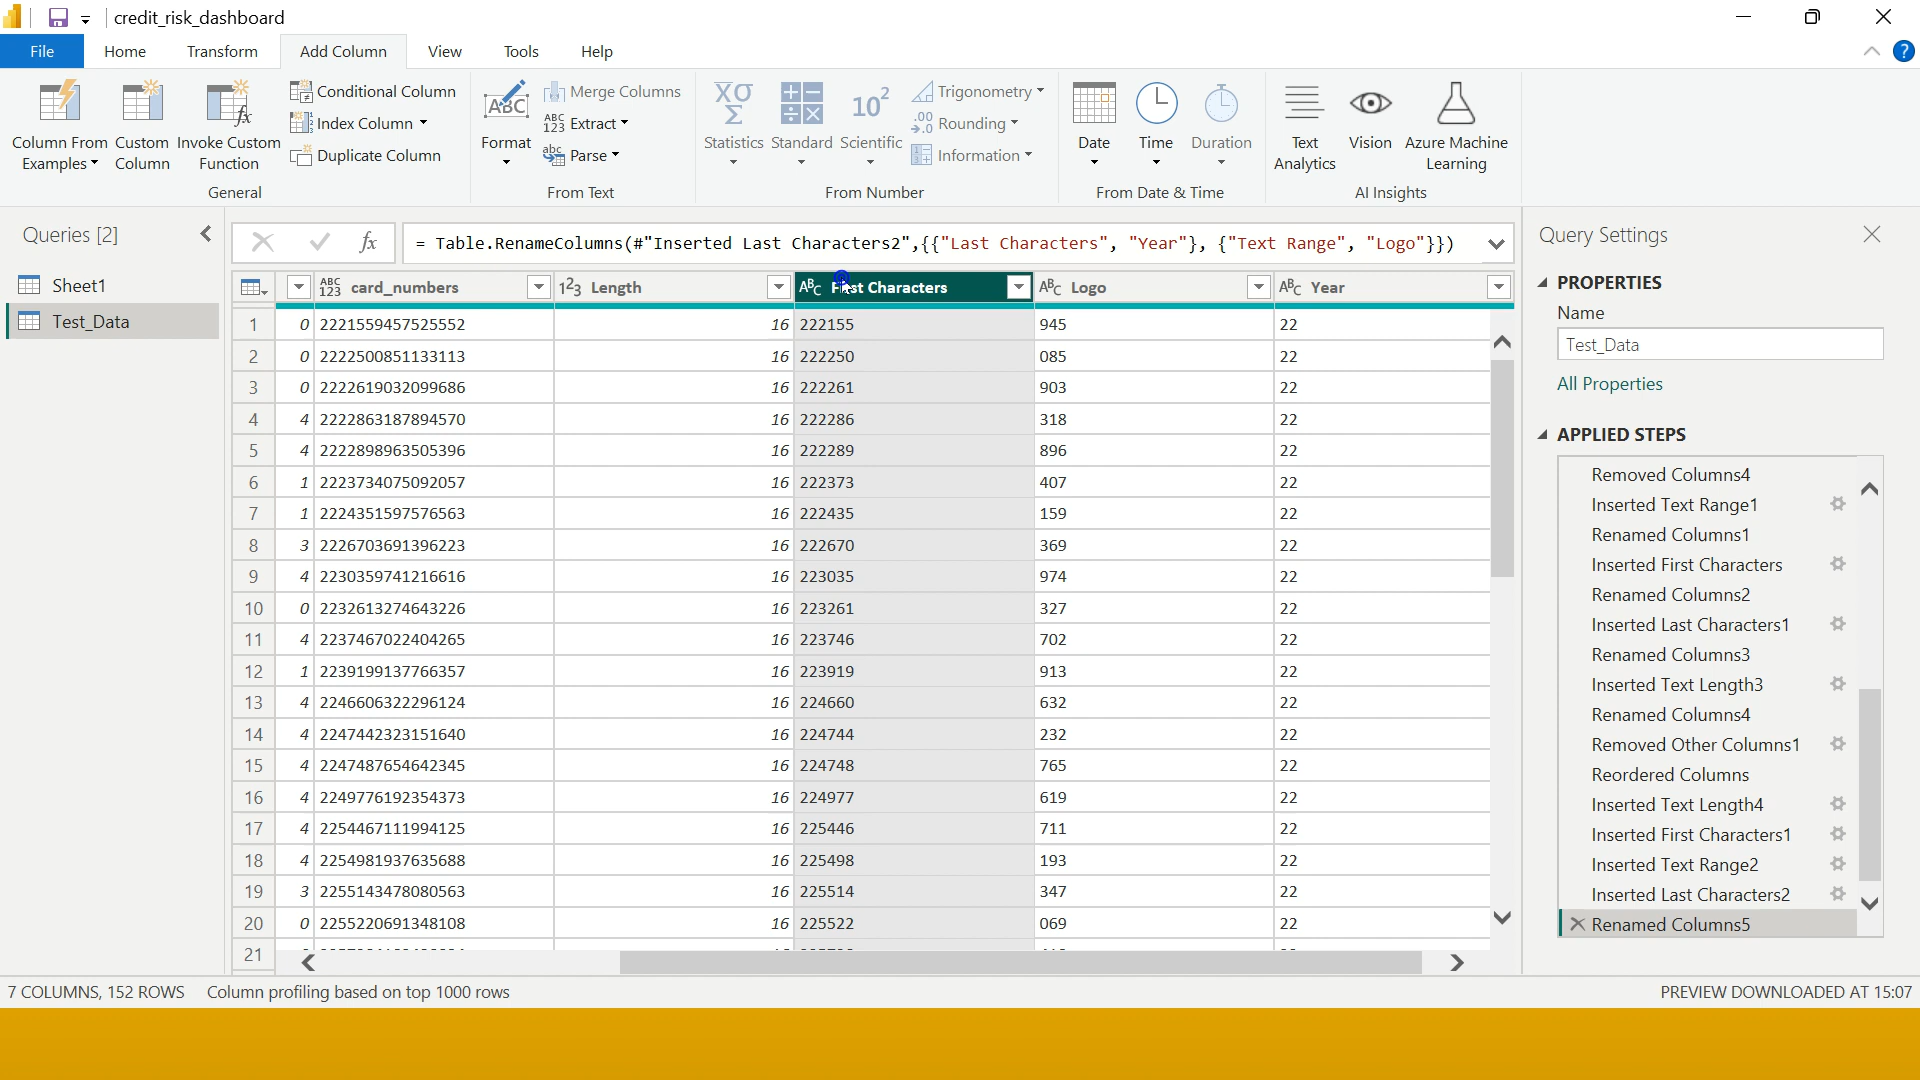 credit_risk_dashboard
File Home Transform Add Column View Tools Help
Column From Examples
Custom Column
Invoke Custom Function
Conditional Column
Index Column
Duplicate Column
General
Format
Merge Columns
Extract
Parse
From Text
Statistics
Standard
Scientific
Trigonometry
Rounding
Information
From Number
Date
Time
Duration
From Date & Time
Text Analytics
Vision
Azure Machine Learning
AI Insights
Queries [2]
Sheet1
Test_Data
fx = Table.RenameColumns(#"Inserted Last Characters2",{{"Last Characters", "Year"}, {"Text Range", "Logo"}})
ABC 123 card_numbers 1²3 Length ABC First Characters ABC Logo ABC Year
1 0 2221559457525552 16 222155 945 22
2 0 2222500851133113 16 222250 085 22
3 0 2222619032099686 16 222261 903 22
4 4 2222863187894570 16 222286 318 22
5 4 2222898963505396 16 222289 896 22
6 1 2223734075092057 16 222373 407 22
7 1 2224351597576563 16 222435 159 22
8 3 2226703691396223 16 222670 369 22
9 4 2230359741216616 16 223035 974 22
10 0 2232613274643226 16 223261 327 22
11 4 2237467022404265 16 223746 702 22
12 1 2239199137766357 16 223919 913 22
13 4 2246606322296124 16 224660 632 22
14 4 2247442323151640 16 224744 232 22
15 4 2247487654642345 16 224748 765 22
16 4 2249776192354373 16 224977 619 22
17 4 2254467111994125 16 225446 711 22
18 4 2254981937635688 16 225498 193 22
19 3 2255143478080563 16 225514 347 22
20 0 2255220691348108 16 225522 069 22
21
Query Settings
PROPERTIES
Name
Test_Data
All Properties
APPLIED STEPS
Removed Columns4
Inserted Text Range1
Renamed Columns1
Inserted First Characters
Renamed Columns2
Inserted Last Characters1
Renamed Columns3
Inserted Text Length3
Renamed Columns4
Removed Other Columns1
Reordered Columns
Inserted Text Length4
Inserted First Characters1
Inserted Text Range2
Inserted Last Characters2
Renamed Columns5
7 COLUMNS, 152 ROWS Column profiling based on top 1000 rows
PREVIEW DOWNLOADED AT 15:07